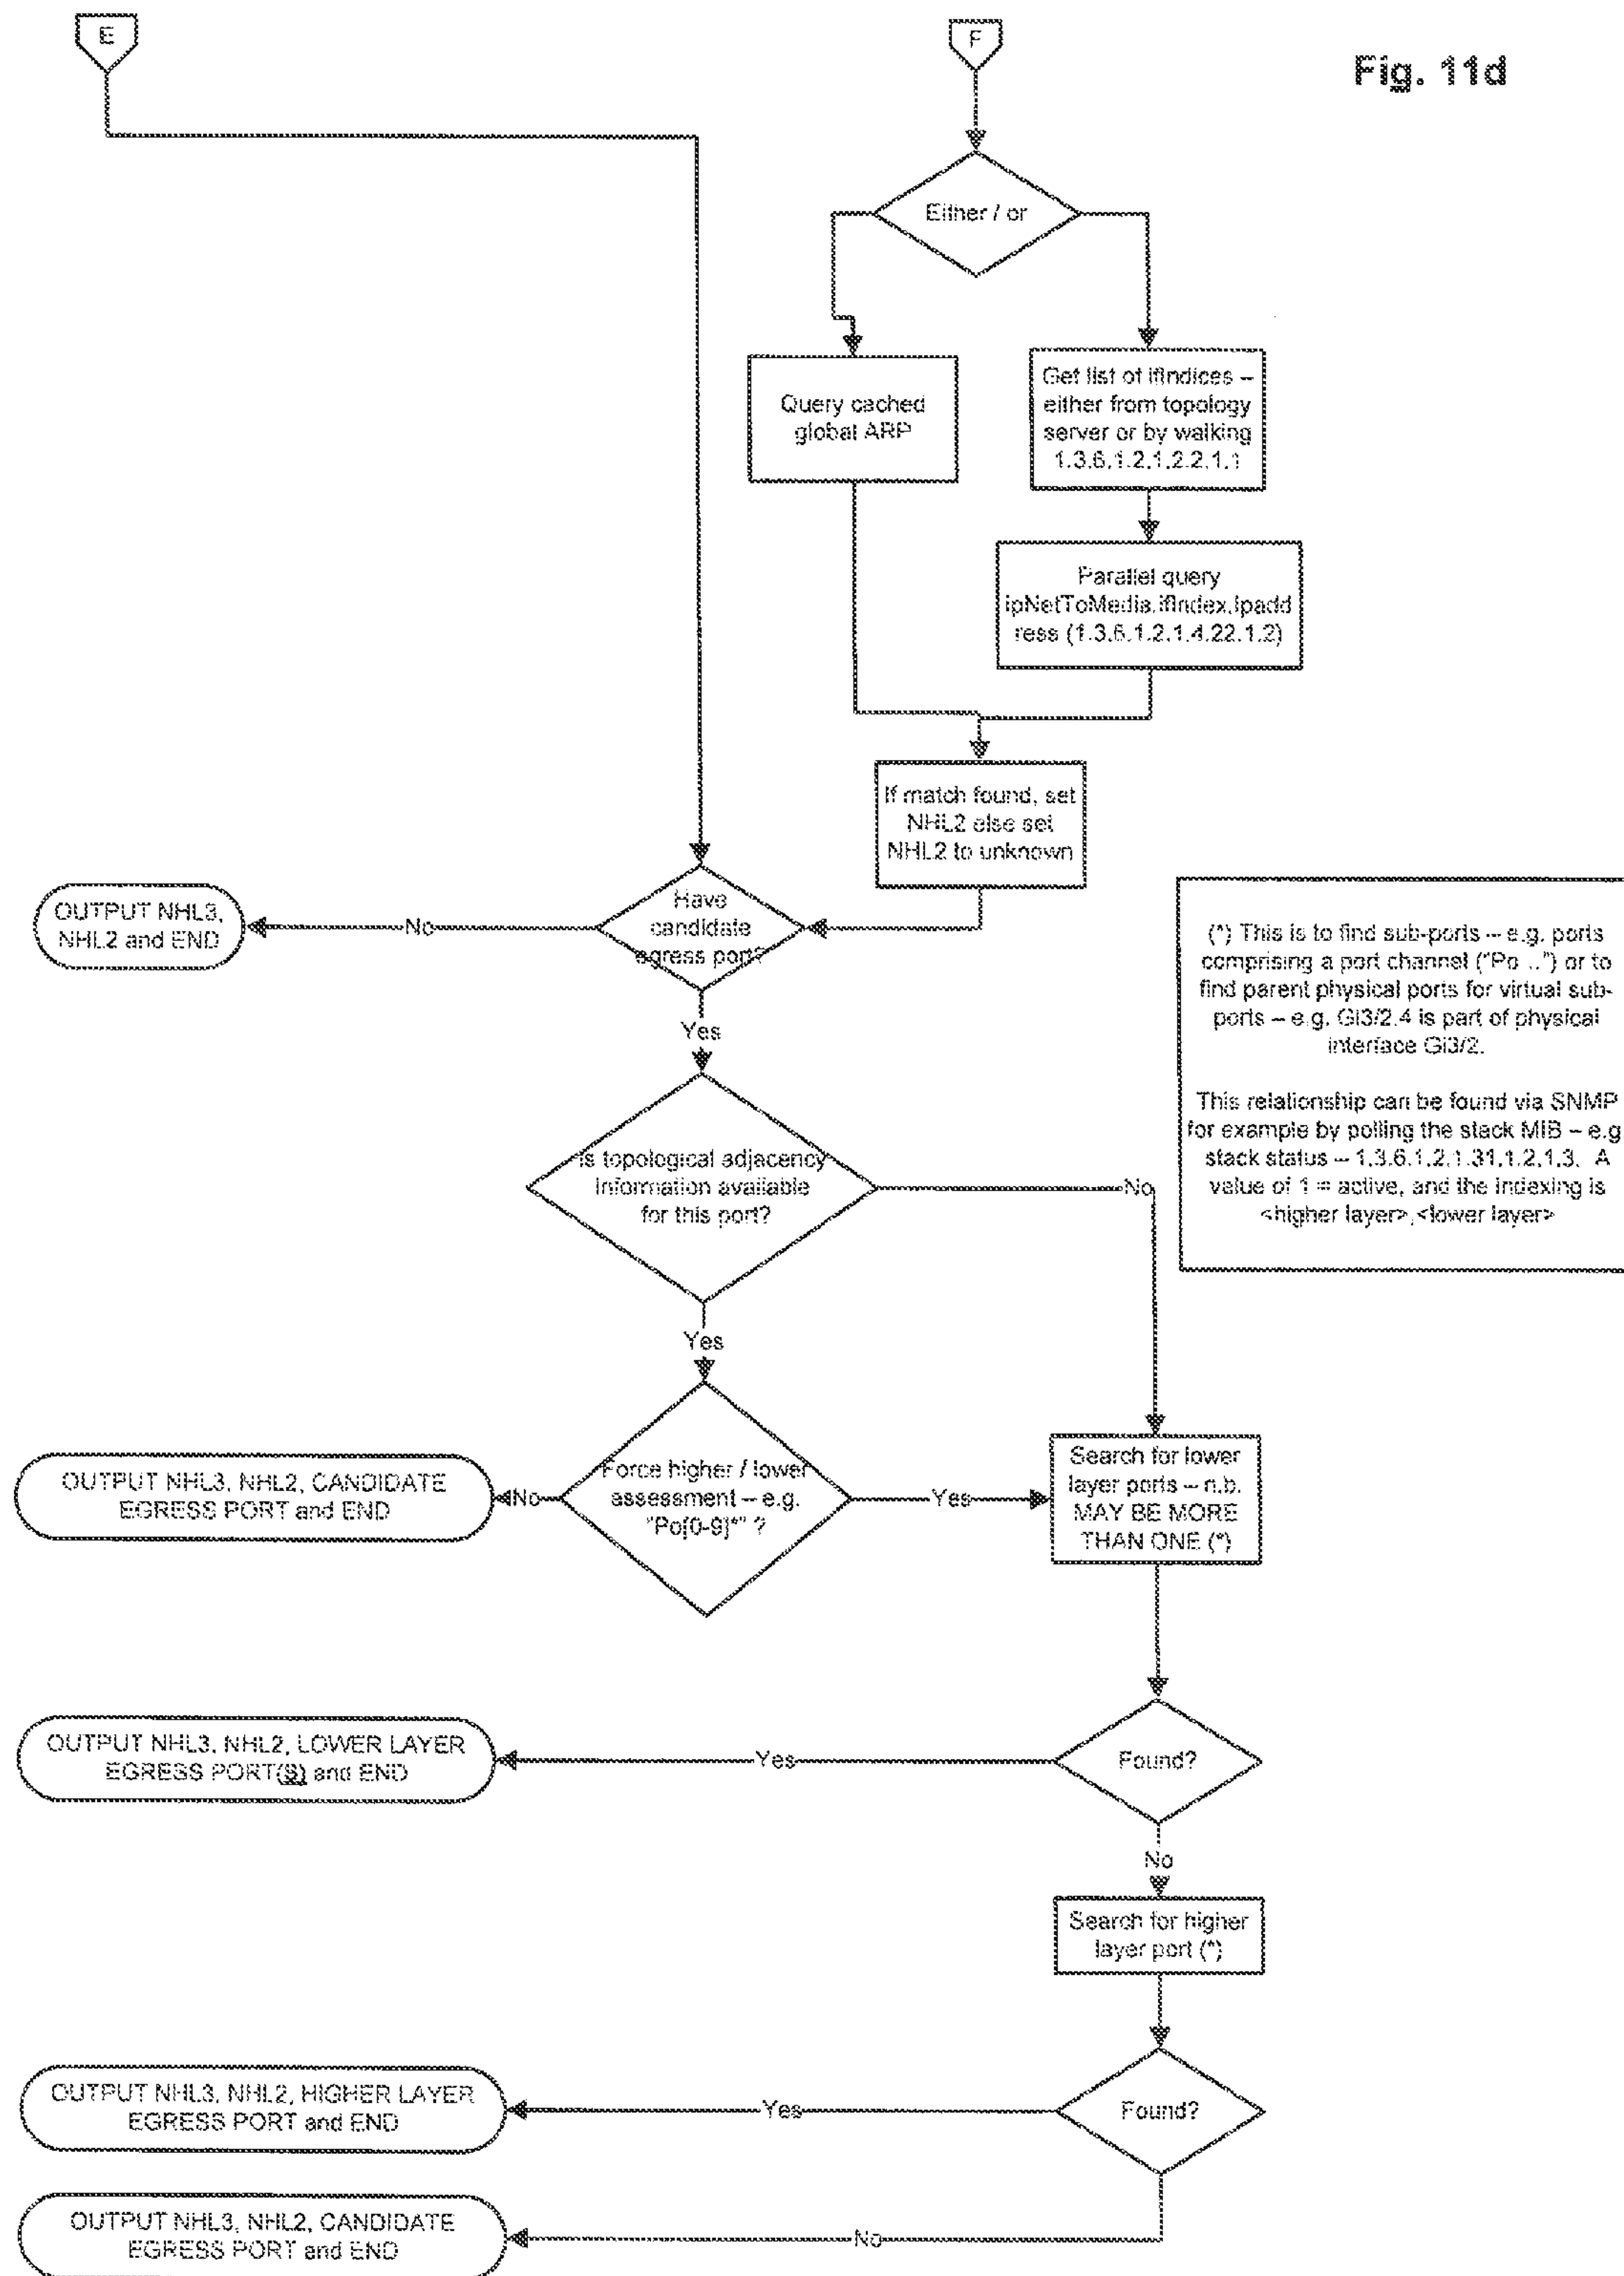 E
F
Fig. 11d
Either / or
Query cached
global ARP
Get list of ifIndices –
either from topology
server or by walking
1.3.6.1.2.1.2.2.1.1
Parallel query
ipNetToMedia.ifIndex.ipadd
ress (1.3.6.1.2.1.4.22.1.2)
If match found, set
NHL2 else set
NHL2 to unknown
Have
candidate
egress port?
No
OUTPUT NHL3,
NHL2 and END
Yes
(*) This is to find sub-ports – e.g. ports
comprising a port channel ("Po ..") or to
find parent physical ports for virtual sub-
ports – e.g. Gi3/2.4 is part of physical
interface Gi3/2.
This relationship can be found via SNMP
for example by polling the stack MIB – e.g
stack status – 1.3.6.1.2.1.31.1.2.1.3. A
value of 1 = active, and the indexing is
<higher layer>.<lower layer>
Is topological adjacency
information available
for this port?
No
Yes
Force higher / lower
assessment – e.g.
"Po[0-9]*" ?
No
OUTPUT NHL3, NHL2, CANDIDATE
EGRESS PORT and END
Yes
Search for lower
layer ports – n.b.
MAY BE MORE
THAN ONE (*)
Found?
Yes
OUTPUT NHL3, NHL2, LOWER LAYER
EGRESS PORT(S) and END
No
Search for higher
layer port (*)
Found?
Yes
OUTPUT NHL3, NHL2, HIGHER LAYER
EGRESS PORT and END
No
OUTPUT NHL3, NHL2, CANDIDATE
EGRESS PORT and END